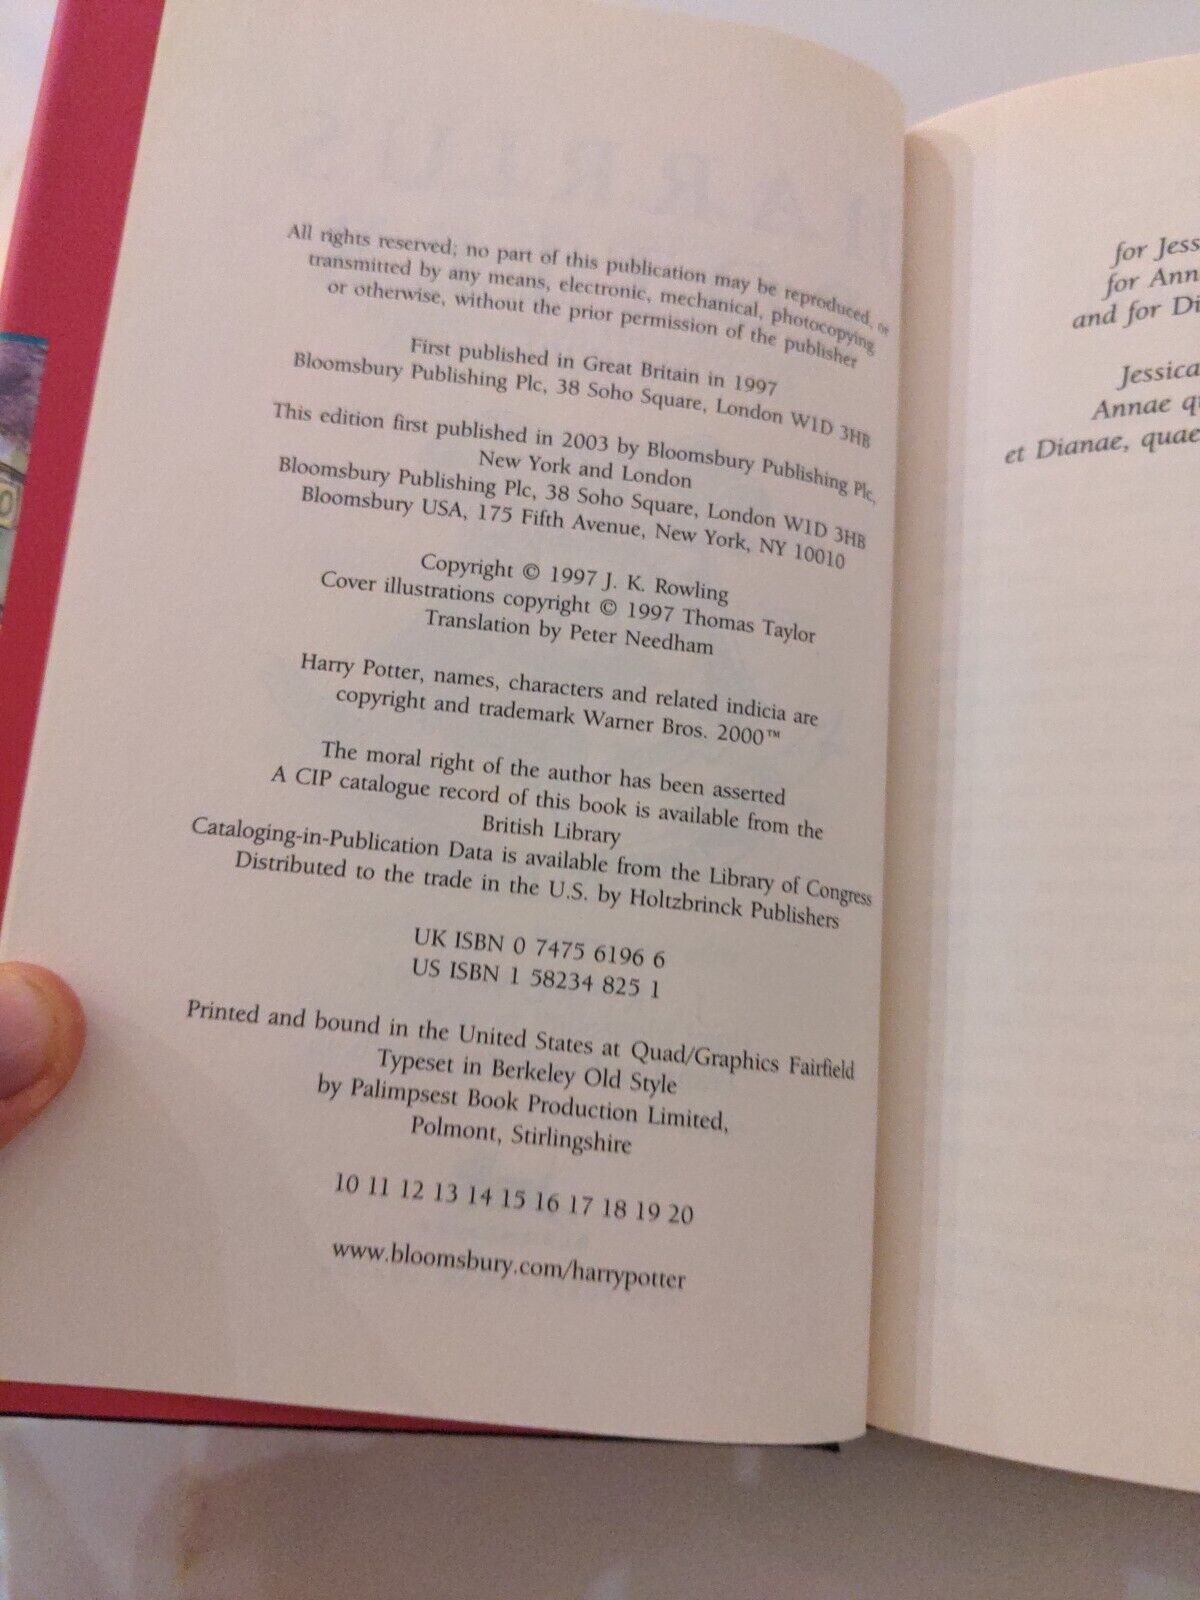 All rights reserved; no part of this publication may be reproduced, or
transmitted by any means, electronic, mechanical, photocopying
or otherwise, without the prior permission of the publisher
First published in Great Britain in 1997
Bloomsbury Publishing Plc, 38 Soho Square, London W1D 3HB
This edition first published in 2003 by Bloomsbury Publishing Plc,
New York and London
Bloomsbury Publishing Plc, 38 Soho Square, London W1D 3HB
Bloomsbury USA, 175 Fifth Avenue, New York, NY 10010
Copyright © 1997 J. K. Rowling
Cover illustrations copyright © 1997 Thomas Taylor
Translation by Peter Needham
Harry Potter, names, characters and related indicia are
copyright and trademark Warner Bros. 2000™
The moral right of the author has been asserted
A CIP catalogue record of this book is available from the
British Library
Cataloging-in-Publication Data is available from the Library of Congress
Distributed to the trade in the U.S. by Holtzbrinck Publishers
UK ISBN 0 7475 6196 6
US ISBN 1 58234 825 1
Printed and bound in the United States at Quad/Graphics Fairfield
Typeset in Berkeley Old Style
by Palimpsest Book Production Limited,
Polmont, Stirlingshire
10 11 12 13 14 15 16 17 18 19 20
www.bloomsbury.com/harrypotter
for Jess
for Ann
and for Di
Jessica
Annae q
et Dianae, quae